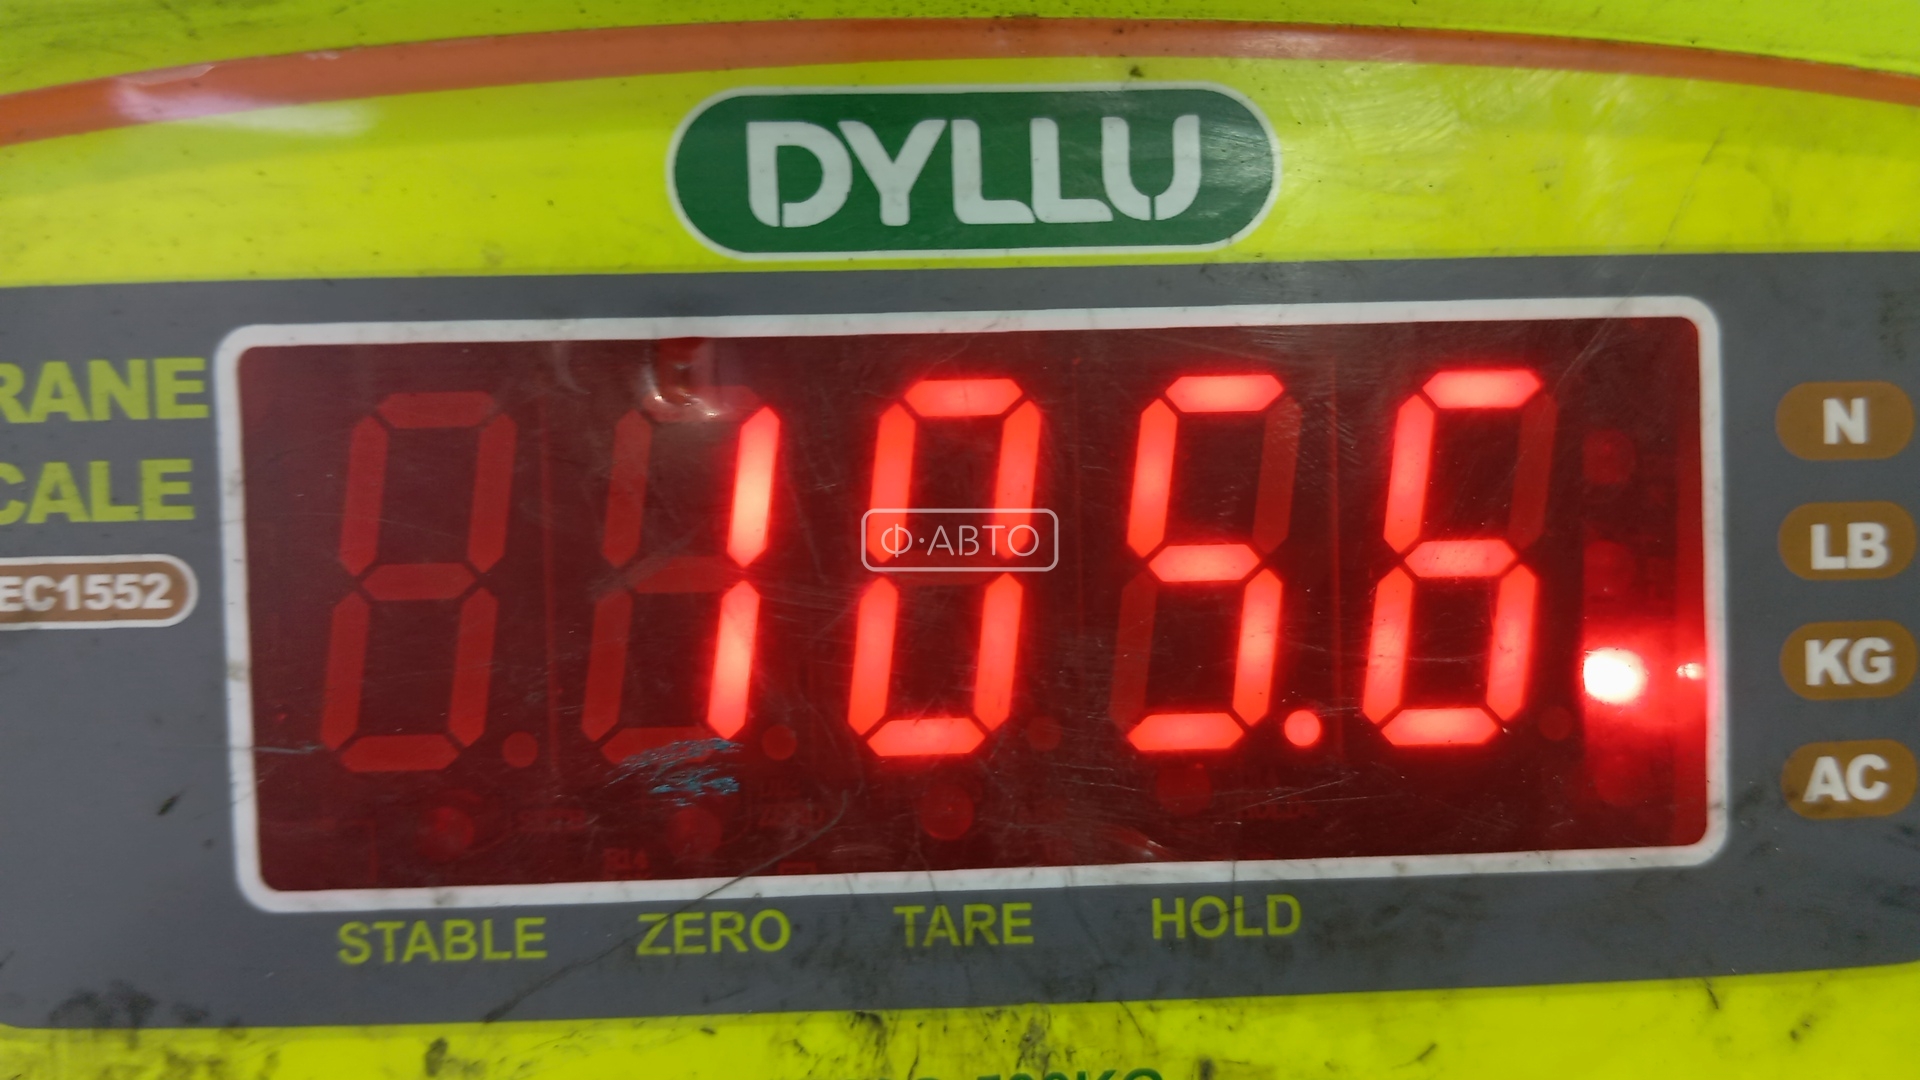 DYLLU
RANE
CALE
EC1552
105.6
Ф·АВТО
N
LB
KG
AC
STABLE ZERO TARE HOLD